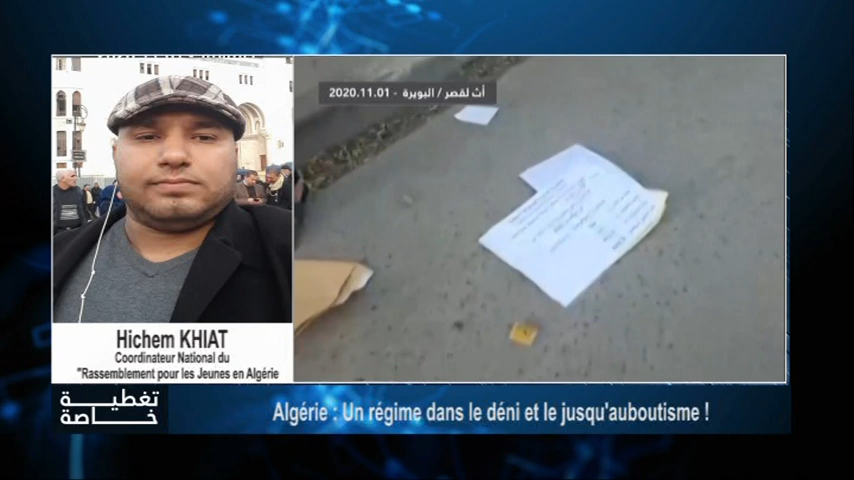 أث لقصر / البويرة - 2020.11.01
Hichem KHIAT
Coordinateur National du
"Rassemblement pour les Jeunes en Algérie
تغطية
خاصة
Algérie : Un régime dans le déni et le jusqu'auboutisme !